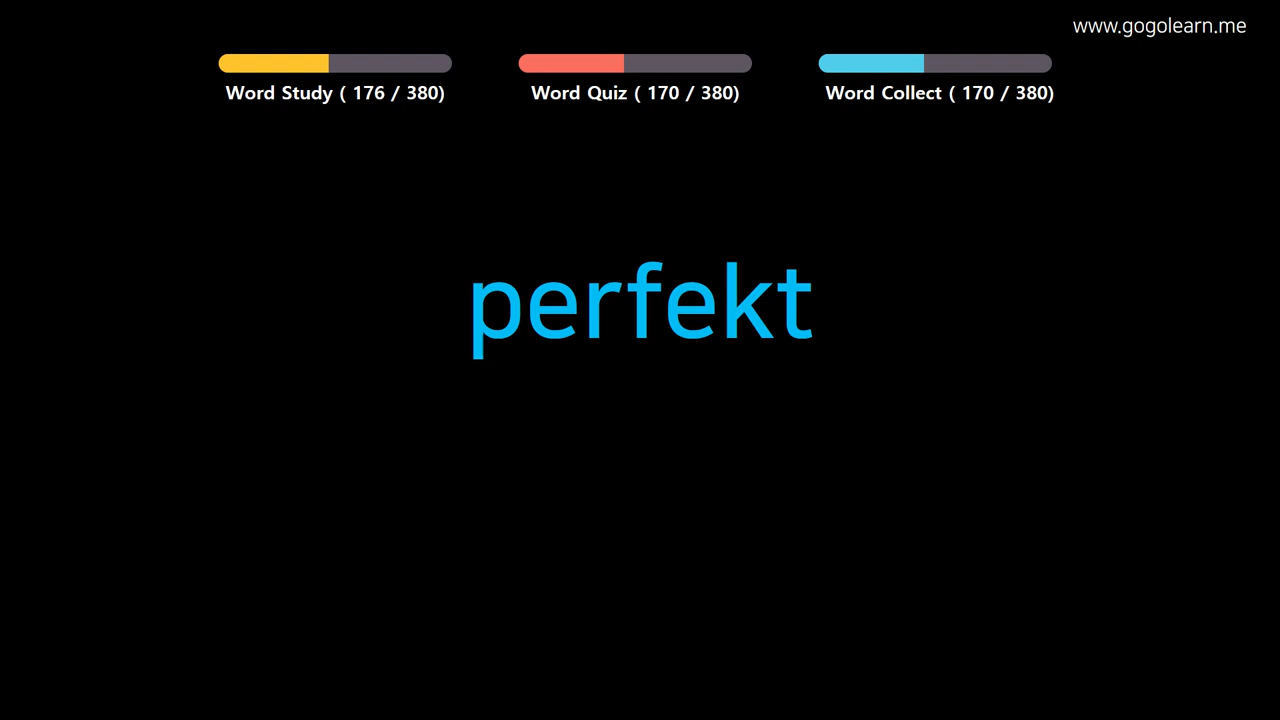 www.gogolearn.me
Word Study ( 176 / 380)
Word Quiz ( 170 / 380)
Word Collect ( 170 / 380)
perfekt